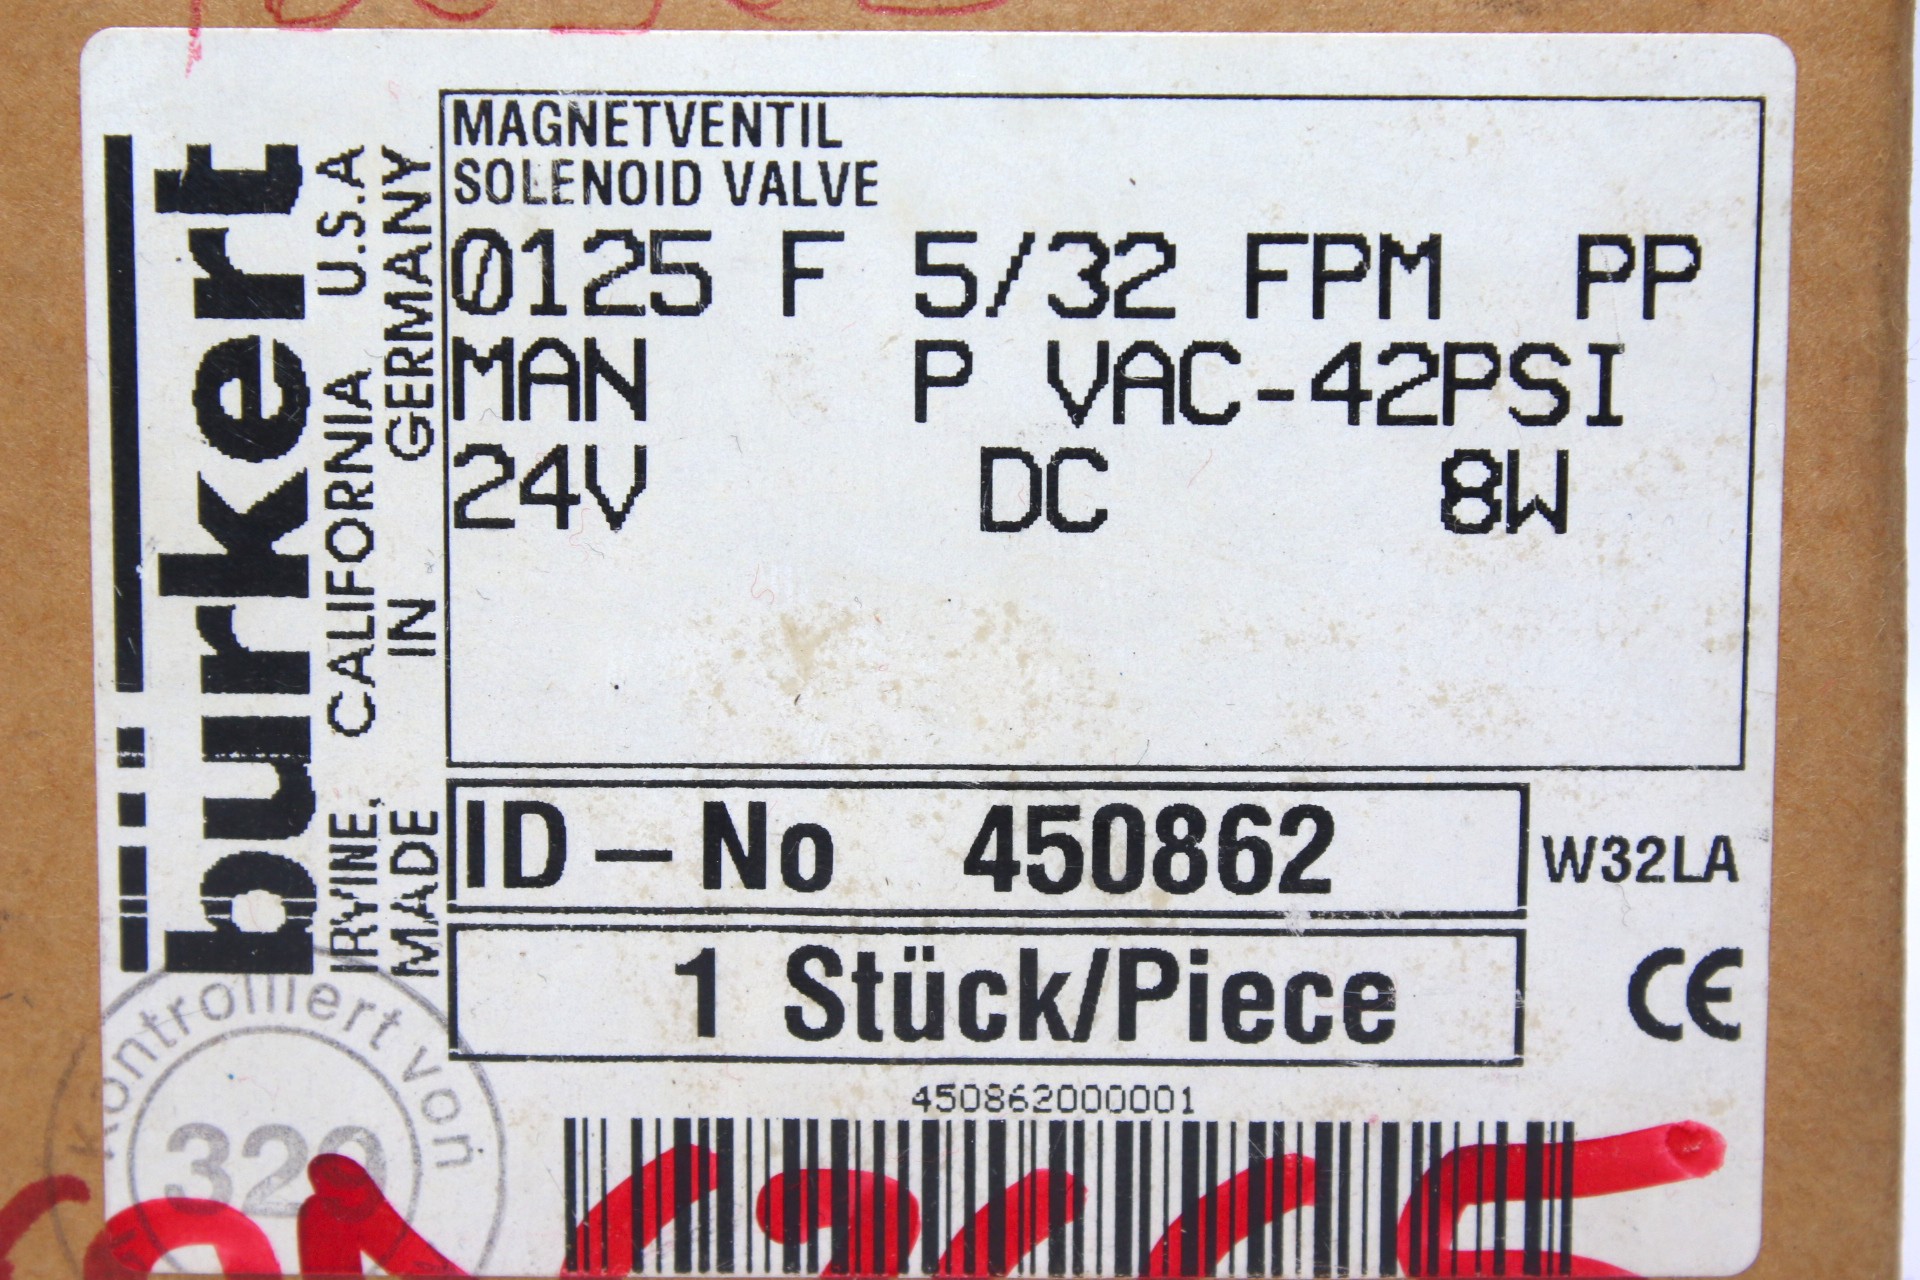 bürkert
IRVINE, CALIFORNIA U.S.A
MADE IN GERMANY
MAGNETVENTIL
SOLENOID VALVE
0125 F 5/32 FPM PP
MAN P VAC-42PSI
24V DC 8W
ID-No 450862
W32LA
1 Stück/Piece
CE
450862000001
Kontrolliert von